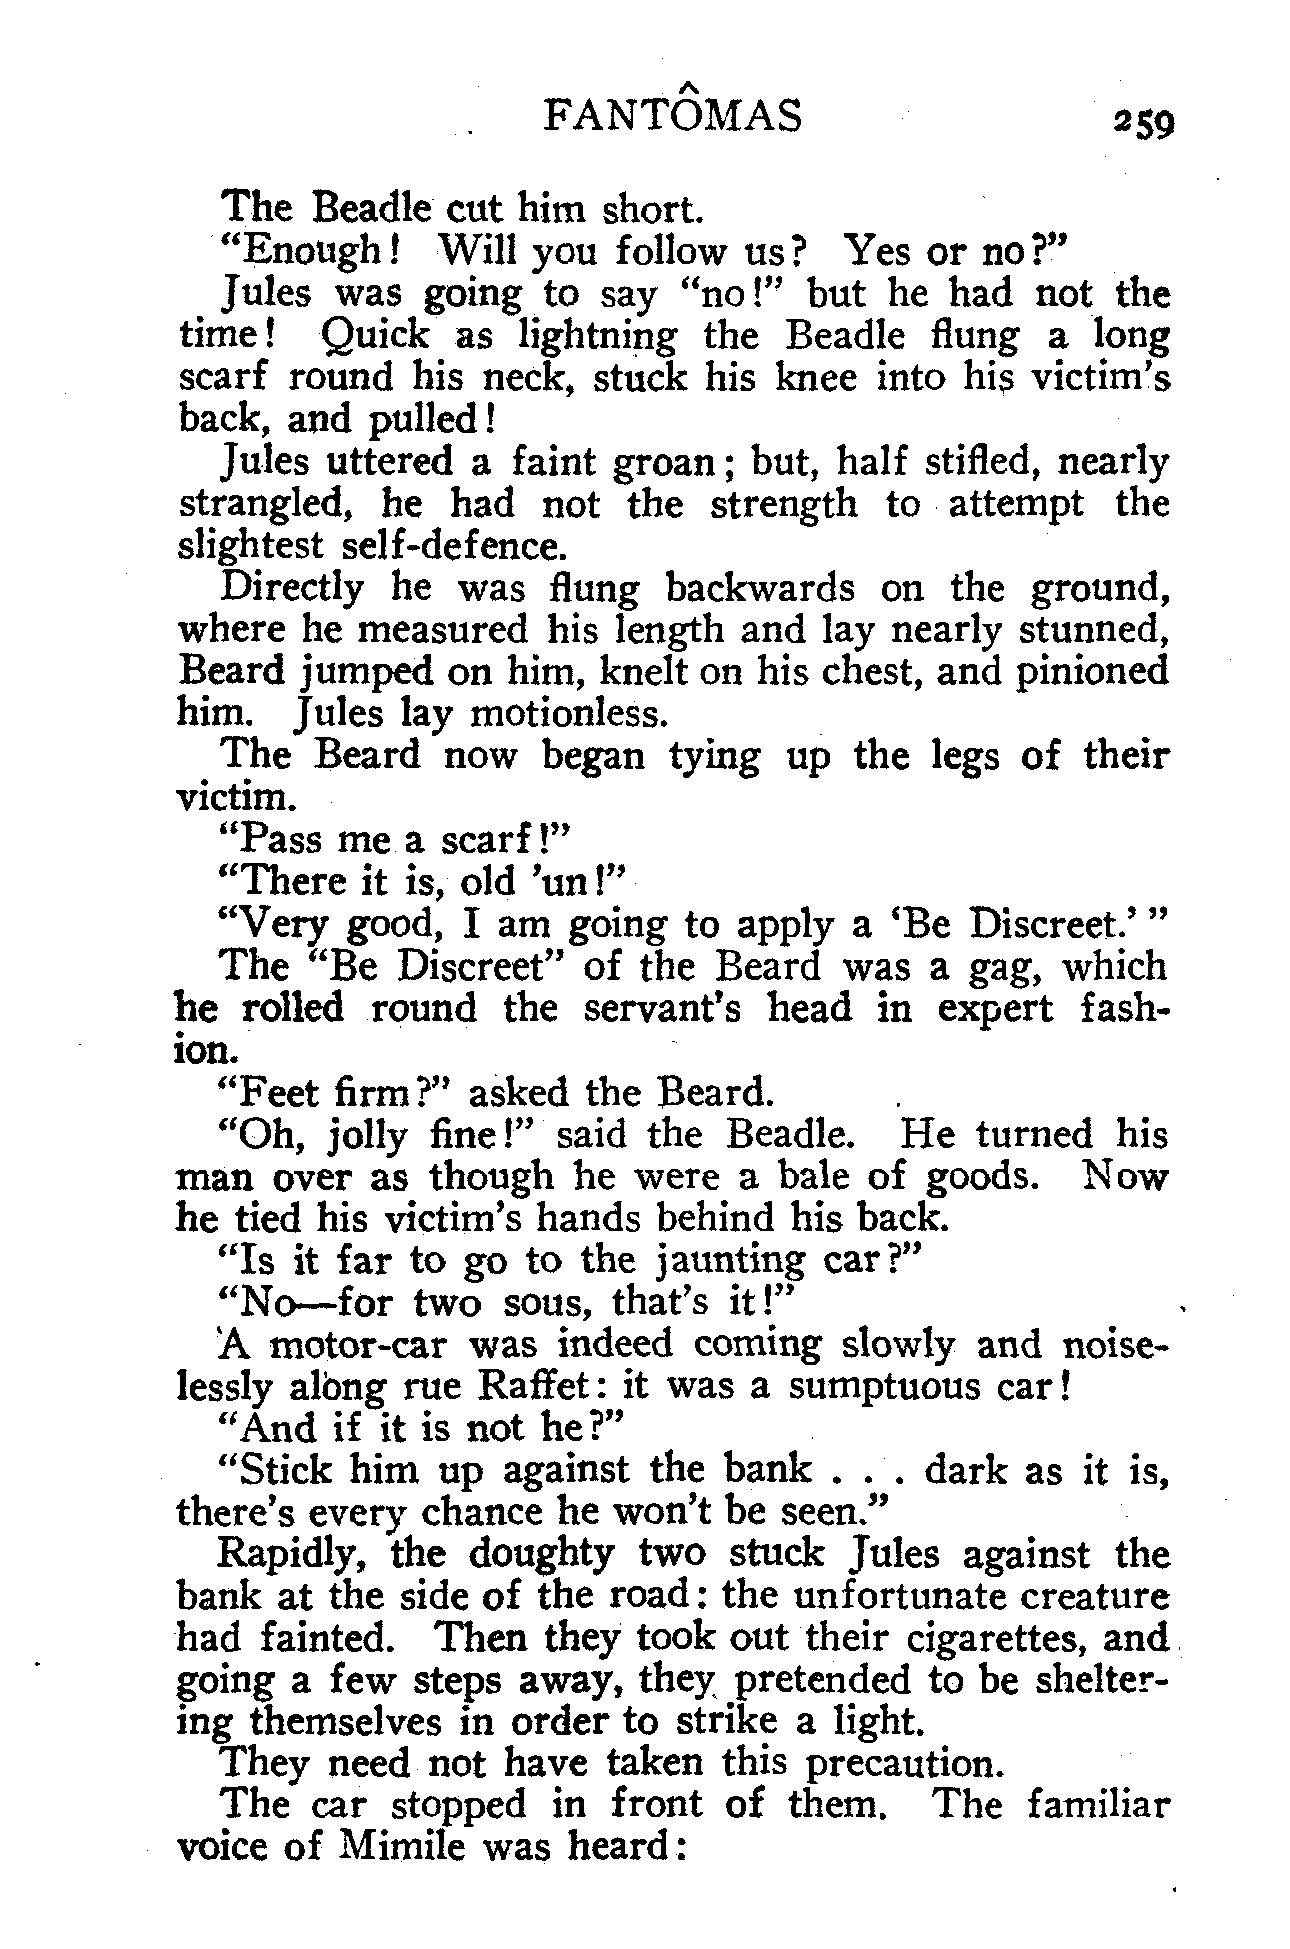 FANTÔMAS 259
The Beadle cut him short.
“Enough! Will you follow us? Yes or no?”
Jules was going to say “no!” but he had not the
time! Quick as lightning the Beadle flung a long
scarf round his neck, stuck his knee into his victim's
back, and pulled!
Jules uttered a faint groan; but, half stifled, nearly
strangled, he had not the strength to attempt the
slightest self-defence.
Directly he was flung backwards on the ground,
where he measured his length and lay nearly stunned,
Beard jumped on him, knelt on his chest, and pinioned
him. Jules lay motionless.
The Beard now began tying up the legs of their
victim.
“Pass me a scarf!”
“There it is, old ’un!”
“Very good, I am going to apply a ‘Be Discreet.’ ”
The “Be Discreet” of the Beard was a gag, which
he rolled round the servant's head in expert fash-
ion.
“Feet firm?” asked the Beard.
“Oh, jolly fine!” said the Beadle. He turned his
man over as though he were a bale of goods. Now
he tied his victim's hands behind his back.
“Is it far to go to the jaunting car?”
“No—for two sous, that's it!”
A motor-car was indeed coming slowly and noise-
lessly along rue Raffet: it was a sumptuous car!
“And if it is not he?”
“Stick him up against the bank . . . dark as it is,
there's every chance he won't be seen.”
Rapidly, the doughty two stuck Jules against the
bank at the side of the road: the unfortunate creature
had fainted. Then they took out their cigarettes, and
going a few steps away, they pretended to be shelter-
ing themselves in order to strike a light.
They need not have taken this precaution.
The car stopped in front of them. The familiar
voice of Mimile was heard: